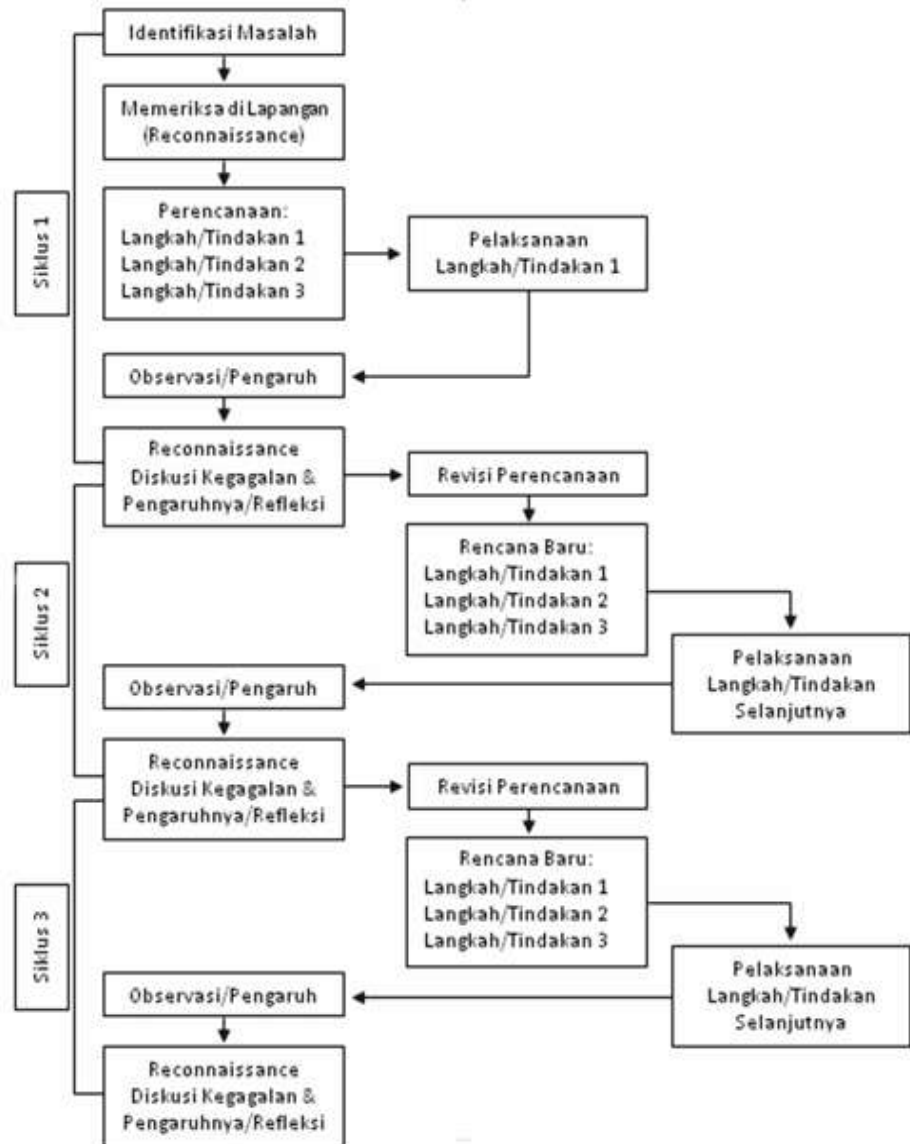 Identifikasi Masalah
Memeriksa di Lapangan
(Reconnaissance)
Siklus 1
Perencanaan:
Langkah/Tindakan 1
Langkah/Tindakan 2
Langkah/Tindakan 3
Pelaksanaan
Langkah/Tindakan 1
Observasi/Pengaruh
Reconnaissance
Diskusi Kegagalan &
Pengaruhnya/Refleksi
Revisi Perencanaan
Siklus 2
Rencana Baru:
Langkah/Tindakan 1
Langkah/Tindakan 2
Langkah/Tindakan 3
Pelaksanaan
Langkah/Tindakan
Selanjutnya
Observasi/Pengaruh
Reconnaissance
Diskusi Kegagalan &
Pengaruhnya/Refleksi
Revisi Perencanaan
Siklus 3
Rencana Baru:
Langkah/Tindakan 1
Langkah/Tindakan 2
Langkah/Tindakan 3
Pelaksanaan
Langkah/Tindakan
Selanjutnya
Observasi/Pengaruh
Reconnaissance
Diskusi Kegagalan &
Pengaruhnya/Refleksi